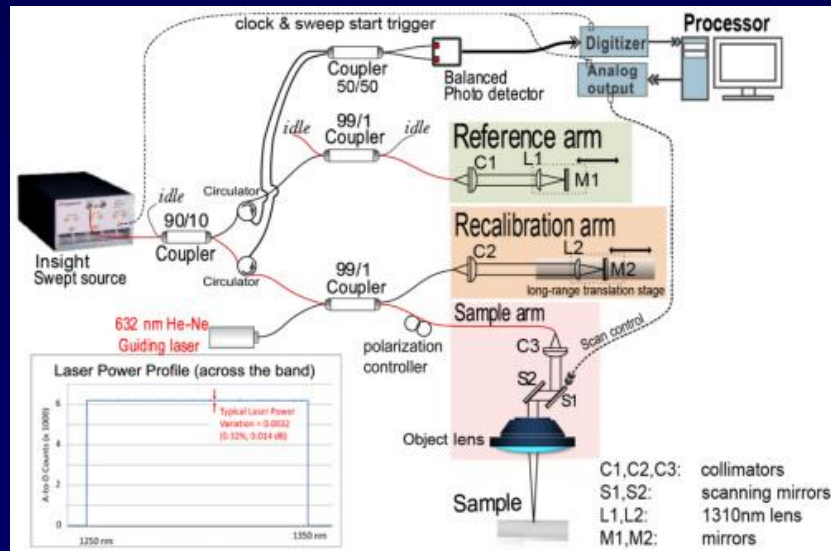 clock & sweep start trigger
Processor
Digitizer
Analog
output
Coupler
50/50
Balanced
Photo detector
idle
99/1
Coupler
idle
Reference arm
C1
L1
M1
Circulator
idle
90/10
Coupler
Insight
Swept source
Circulator
Recalibration arm
C2
L2
M2
long-range translation stage
99/1
Coupler
632 nm He-Ne
Guiding laser
polarization
controller
Sample arm
Scan control
C3
S2
S1
Object lens
Sample
Laser Power Profile (across the band)
A-to-D Counts (x 1000)
6
4
2
0
Typical Laser Power
Variation = 0.0032
(0.32%, 0.014 dB)
1250 nm
1350 nm
C1,C2,C3: collimators
S1,S2: scanning mirrors
L1,L2: 1310nm lens
M1,M2: mirrors